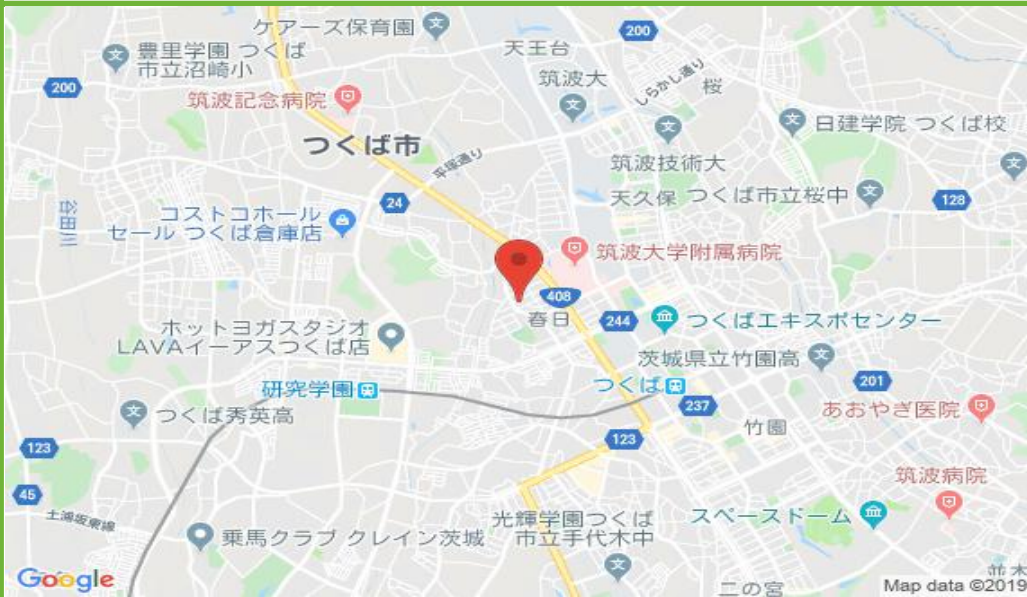 ケアーズ保育園
200
天王台
豊里学園 つくば
市立沼崎小
筑波大
しらかし通り
桜
200
筑波記念病院
日建学院 つくば校
つくば市
平塚通り
筑波技術大
天久保
つくば市立桜中
128
谷田川
24
コストコホール
セール つくば倉庫店
筑波大学附属病院
408
春日
244
つくばエキスポセンター
ホットヨガスタジオ
LAVAイーアスつくば店
茨城県立竹園高
研究学園
つくば
201
237
あおやぎ医院
つくば秀英高
竹園
123
123
筑波病院
45
土浦坂東線
光輝学園つくば
市立手代木中
スペースドーム
乗馬クラブ クレイン茨城
並木
Google
二の宮
Map data ©2019